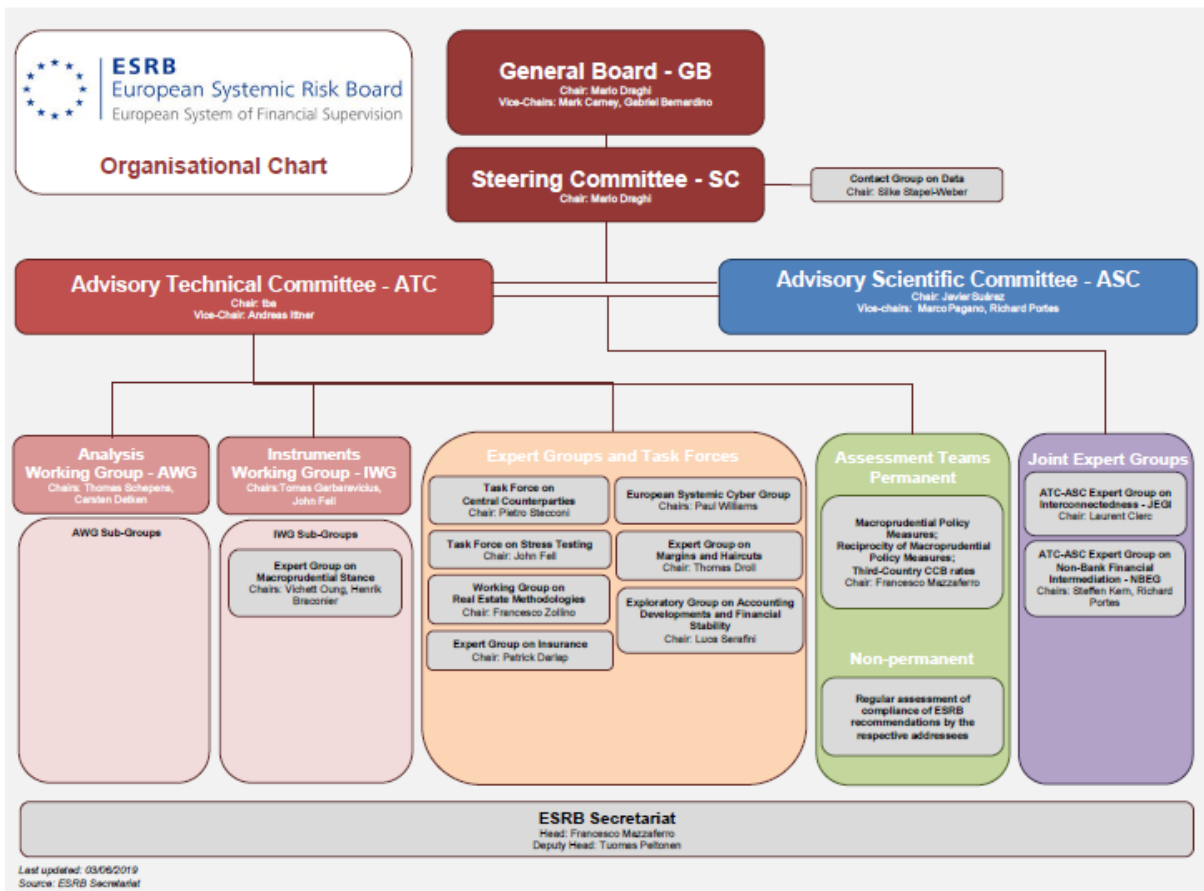 ESRB
European Systemic Risk Board
European System of Financial Supervision
Organisational Chart
General Board - GB
Chair: Mario Draghi
Vice-Chairs: Mark Carney, Gabriel Bernardino
Steering Committee - SC
Chair: Mario Draghi
Contact Group on Data
Chair: Silke Stapel-Weber
Advisory Technical Committee - ATC
Chair: tba
Vice-Chair: Andreas Ittner
Advisory Scientific Committee - ASC
Chair: Javier Suárez
Vice-chairs: Marco Pagano, Richard Portes
Analysis
Working Group - AWG
Chairs: Thomas Schepens,
Carsten Detken
AWG Sub-Groups
Instruments
Working Group - IWG
Chairs:Tomas Garbaravicius,
John Fell
IWG Sub-Groups
Expert Group on
Macroprudential Stance
Chairs: Vichett Oung, Henrik
Braconier
Expert Groups and Task Forces
Task Force on
Central Counterparties
Chair: Pietro Stecconi
Task Force on Stress Testing
Chair: John Fell
Working Group on
Real Estate Methodologies
Chair: Francesco Zollino
Expert Group on Insurance
Chair: Patrick Darlap
European Systemic Cyber Group
Chairs: Paul Williams
Expert Group on
Margins and Haircuts
Chair: Thomas Droll
Exploratory Group on Accounting
Developments and Financial
Stability
Chair: Luca Serafini
Assessment Teams
Permanent
Macroprudential Policy
Measures;
Reciprocity of Macroprudential
Policy Measures;
Third-Country CCB rates
Chair: Francesco Mazzaferro
Non-permanent
Regular assessment of
compliance of ESRB
recommendations by the
respective addressees
Joint Expert Groups
ATC-ASC Expert Group on
Interconnectedness - JEGI
Chair: Laurent Clerc
ATC-ASC Expert Group on
Non-Bank Financial
Intermediation - NBEG
Chairs: Steffen Kern, Richard
Portes
ESRB Secretariat
Head: Francesco Mazzaferro
Deputy Head: Tuomas Peltonen
Last updated: 03/06/2019
Source: ESRB Secretariat